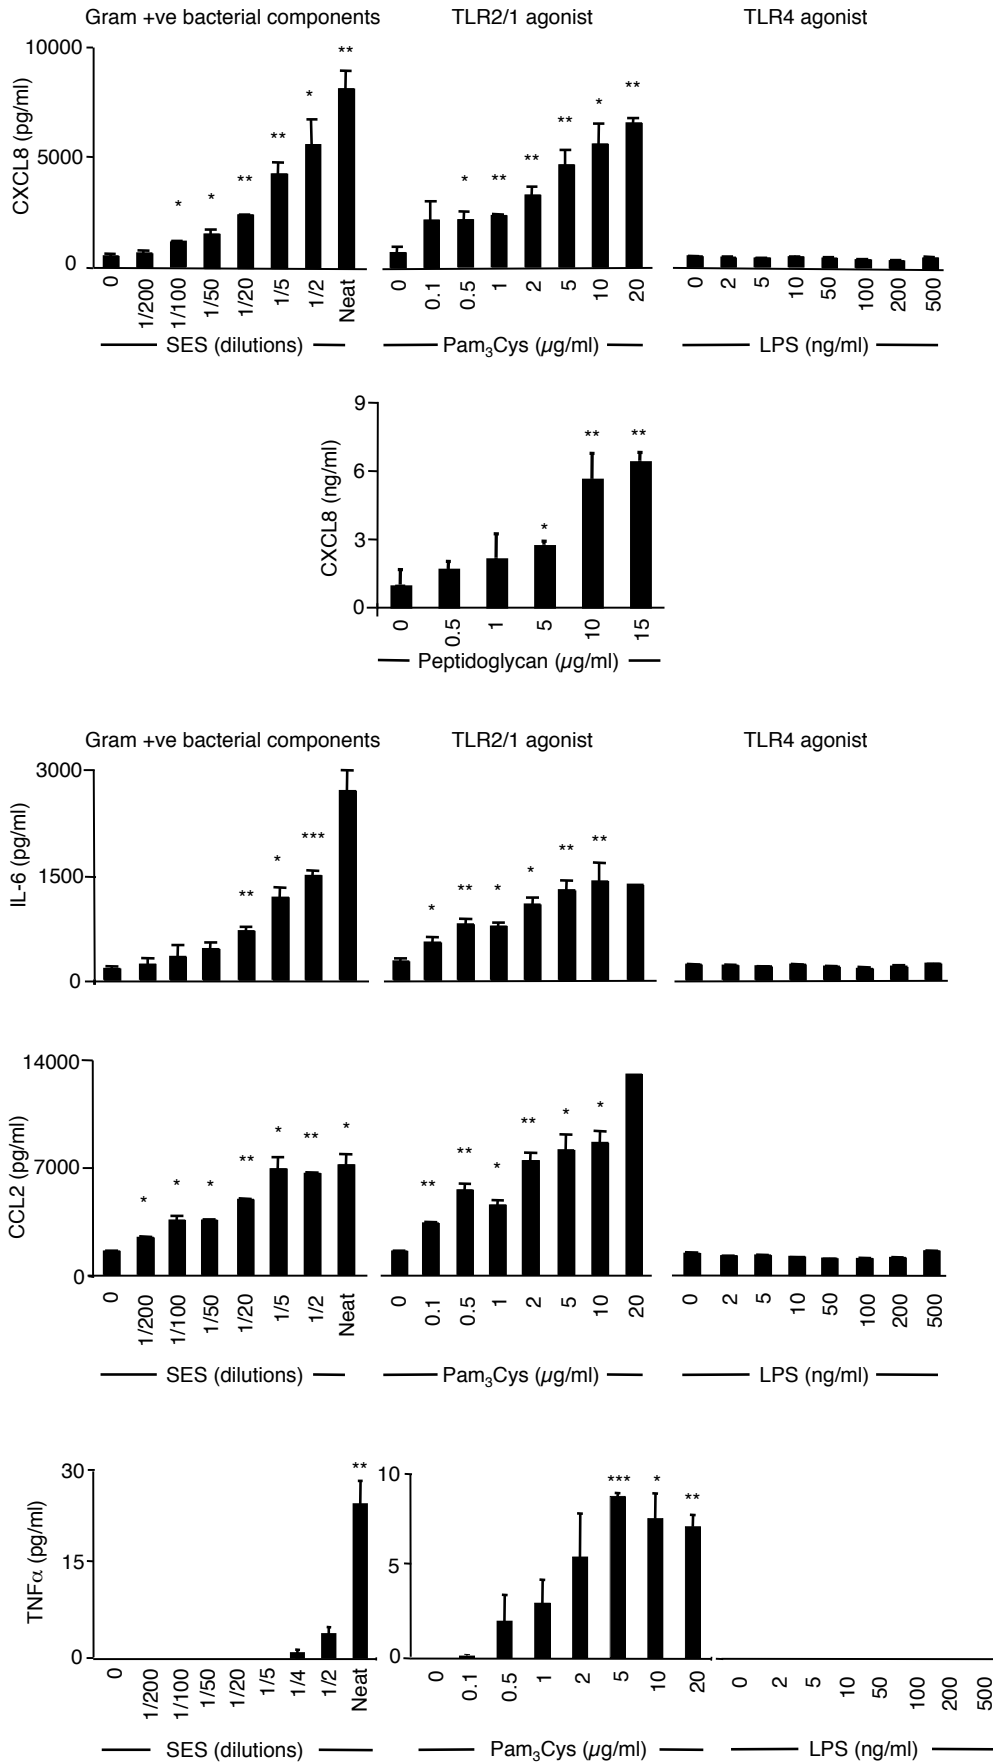 Gram +ve bacterial components TLR2/1 agonist TLR4 agonist
10000
5000
0
CXCL8 (pg/ml)
** * ** ** * *
** * ** ** ** *
0 1/200 1/100 1/50 1/20 1/5 1/2 Neat
0 0.1 0.5 1 2 5 10 20
0 2 5 10 50 100 200 500
SES (dilutions) Pam3Cys (µg/ml) LPS (ng/ml)
9
6
3
0
CXCL8 (ng/ml)
* ** **
0 0.5 1 5 10 15
Peptidoglycan (µg/ml)
Gram +ve bacterial components TLR2/1 agonist TLR4 agonist
3000
1500
0
IL-6 (pg/ml)
** * ***
* ** * * ** **
14000
7000
0
CCL2 (pg/ml)
* * * ** * ** *
** ** * ** * *
0 1/200 1/100 1/50 1/20 1/5 1/2 Neat
0 0.1 0.5 1 2 5 10 20
0 2 5 10 50 100 200 500
SES (dilutions) Pam3Cys (µg/ml) LPS (ng/ml)
30
15
0
TNFα (pg/ml)
**
10
5
0
*** * **
0 1/200 1/100 1/50 1/20 1/5 1/4 1/2 Neat
0 0.1 0.5 1 2 5 10 20
0 2 5 10 50 100 200 500
SES (dilutions) Pam3Cys (µg/ml) LPS (ng/ml)